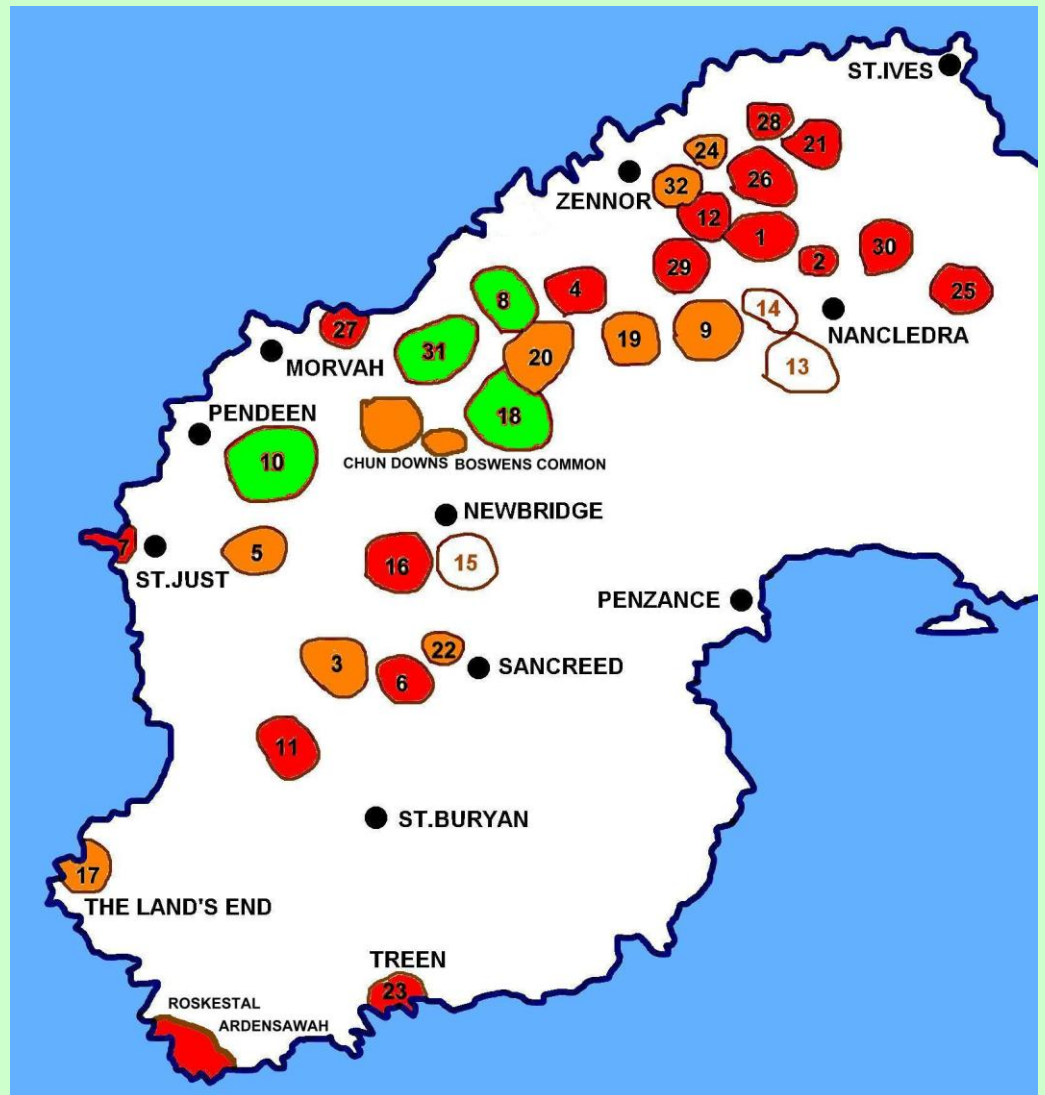 ST.IVES
28
21
24
26
ZENNOR
32
12
1
30
2
29
25
8
4
14
NANCLEDRA
27
19
9
31
20
13
MORVAH
PENDEEN
18
CHUN DOWNS BOSWENS COMMON
10
NEWBRIDGE
7
5
16
15
ST.JUST
PENZANCE
22
3
SANCREED
6
11
ST.BURYAN
17
THE LAND'S END
TREEN
23
ROSKESTAL
ARDENSAWAH